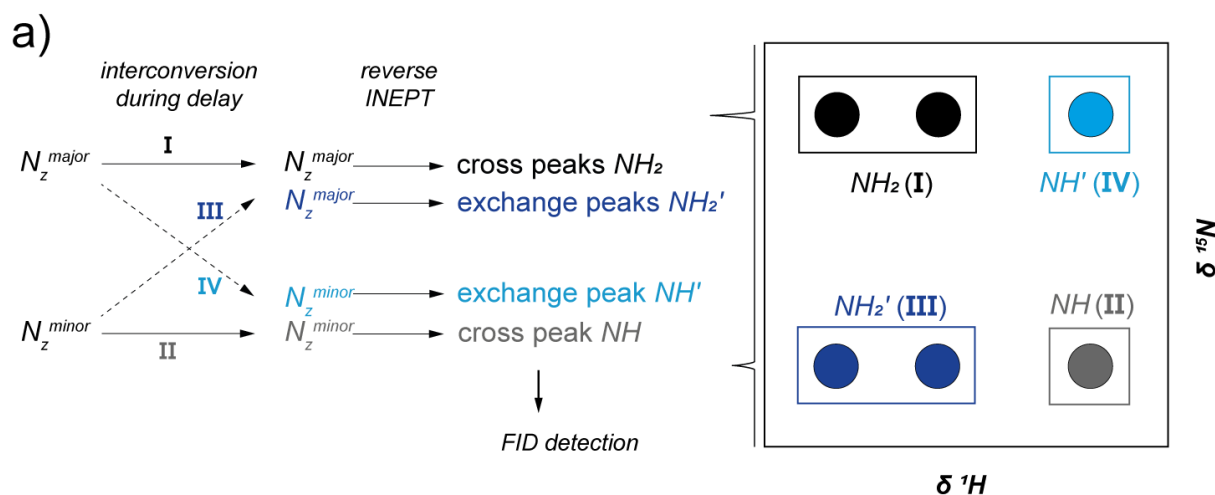 a)
interconversion
during delay
reverse
INEPT
I
N_z^major
N_z^major
cross peaks NH₂
III
N_z^major
exchange peaks NH₂'
IV
N_z^minor
exchange peak NH'
N_z^minor
N_z^minor
cross peak NH
II
FID detection
NH₂ (I)
NH' (IV)
NH₂' (III)
NH (II)
δ ¹⁵N
δ ¹H